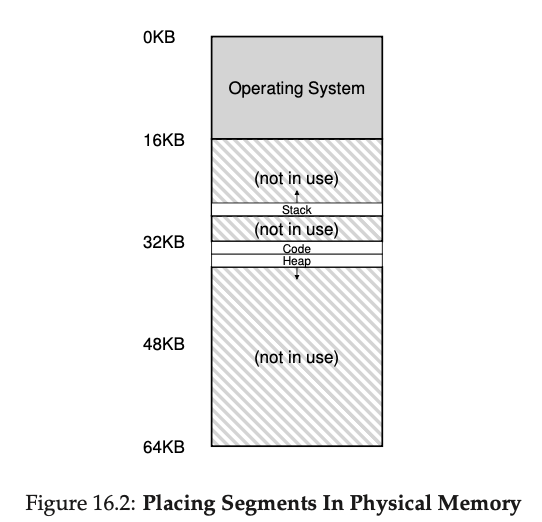 0KB
Operating System
16KB
(not in use)
Stack
(not in use)
32KB
Code
Heap
48KB
(not in use)
64KB
Figure 16.2: Placing Segments In Physical Memory